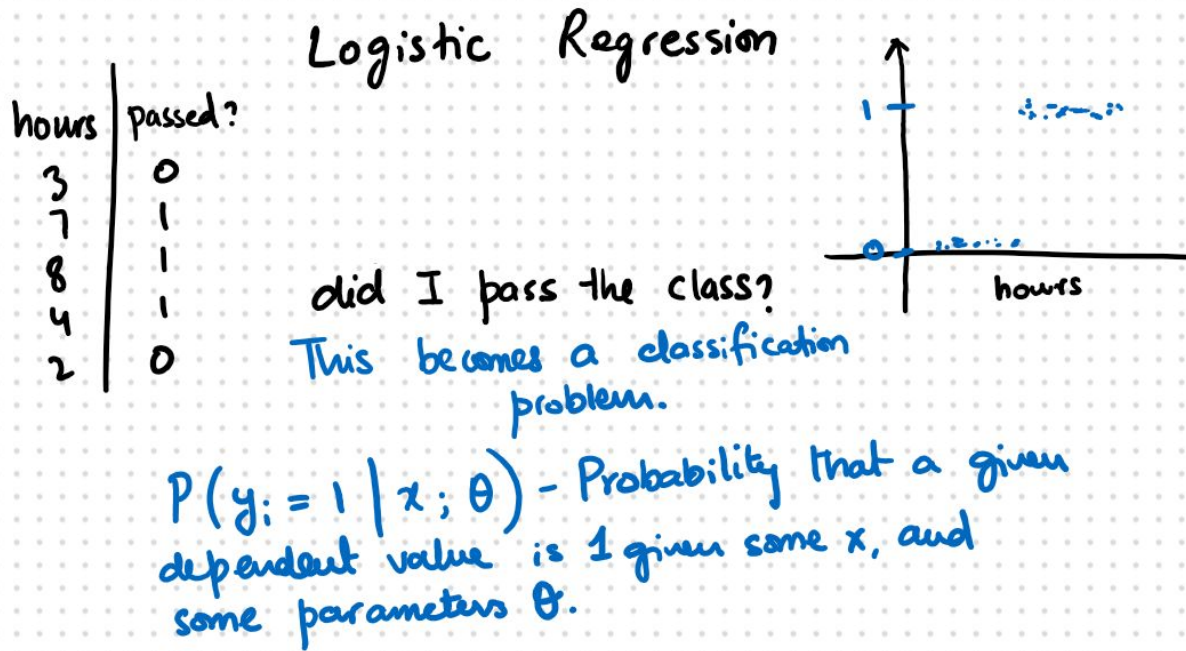 Logistic Regression
hours passed?
3 0
7 1
8 1
4 1
2 0
1
0
hours
did I pass the class?
This becomes a classification
problem.
P(yi = 1 | x; θ) - Probability that a given
dependent value is 1 given some x, and
some parameters θ.